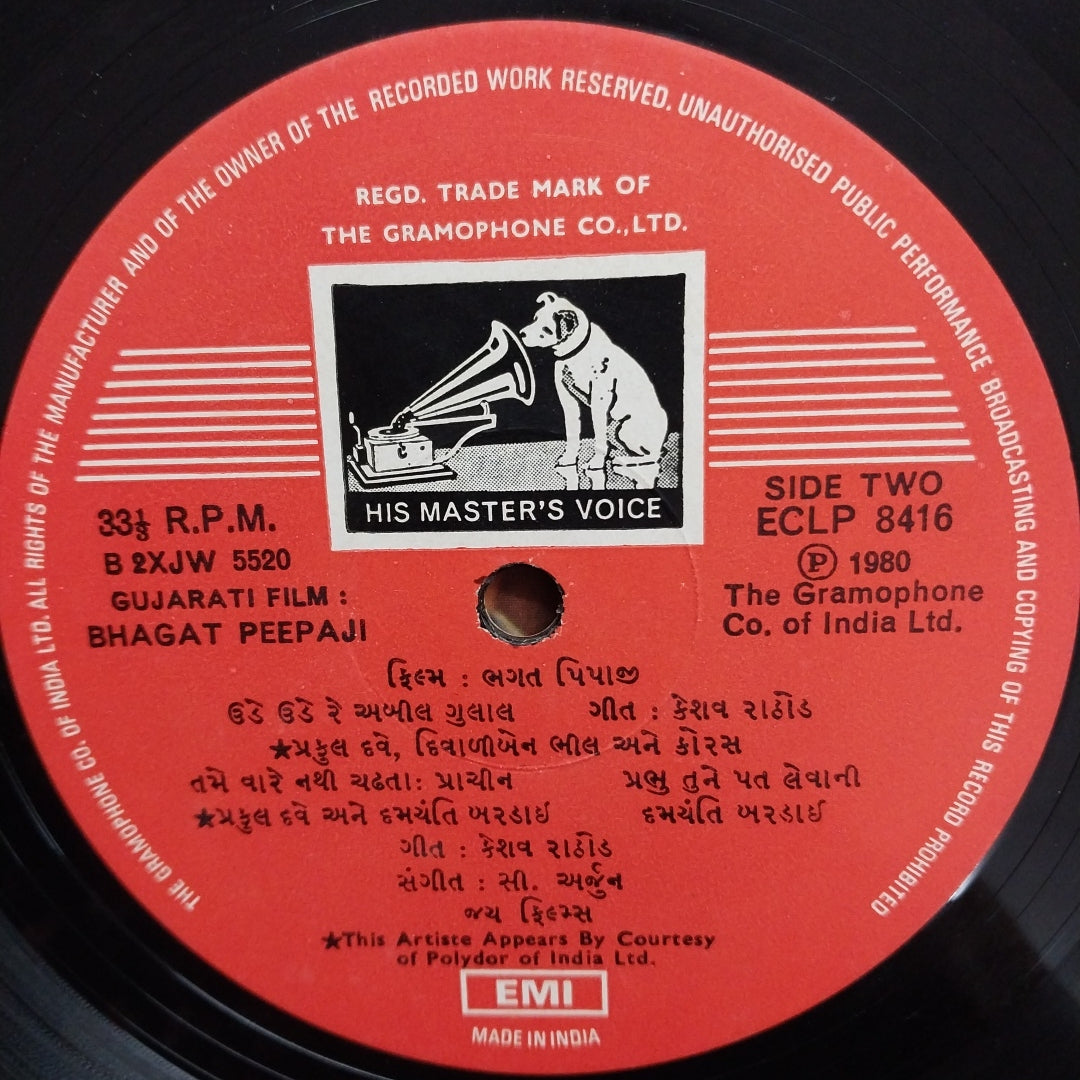 THE GRAMOPHONE CO. OF INDIA LTD. ALL RIGHTS OF THE MANUFACTURER AND OF THE OWNER OF THE RECORDED WORK RESERVED. UNAUTHORISED PUBLIC PERFORMANCE BROADCASTING AND COPYING OF THIS RECORD PROHIBITED
REGD. TRADE MARK OF
THE GRAMOPHONE CO.,LTD.
HIS MASTER'S VOICE
33⅓ R.P.M.
B 2XJW 5520
GUJARATI FILM :
BHAGAT PEEPAJI
SIDE TWO
ECLP 8416
Ⓟ 1980
The Gramophone
Co. of India Ltd.
ફિલ્મ : ભગત પિપાજી
ઉડે ઉડે રે અબીલ ગુલાલ ગીત : કેશવ રાઠોડ
★પ્રફુલ દવે, દિવાળીબેન ભીલ અને કોરસ
તમે વારે નથી ચઢતા: પ્રાચીન પ્રભુ તુને પત લેવાની
★પ્રફુલ દવે અને દમયંતિ બરડાઈ દમયંતિ બરડાઈ
ગીત : કેશવ રાઠોડ
સંગીત : સી. અર્જુન
જય ફિલ્મ્સ
★This Artiste Appears By Courtesy
of Polydor of India Ltd.
EMI
MADE IN INDIA